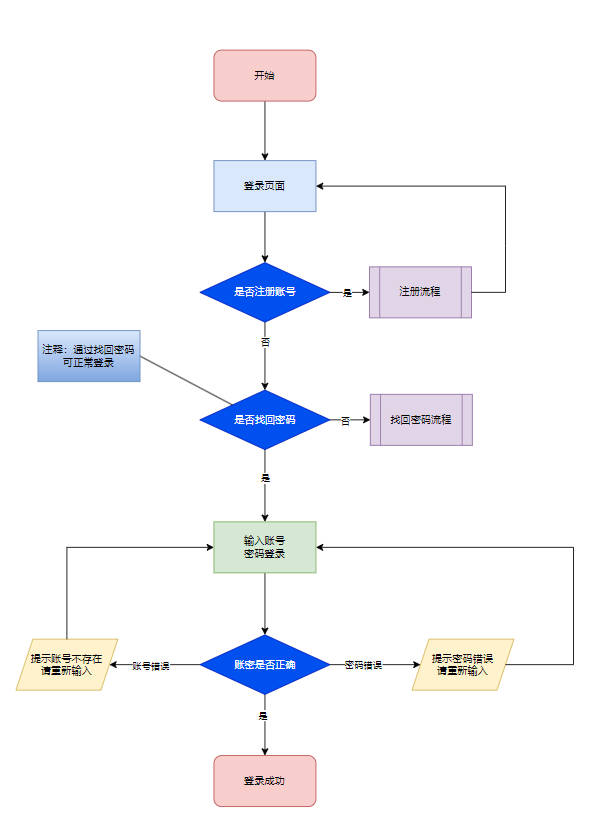 开始
登录页面
是否注册账号
是
注册流程
否
注释：通过找回密码
可正常登录
是否找回密码
否
找回密码流程
是
输入账号
密码登录
提示账号不存在
请重新输入
账号错误
账密是否正确
密码错误
提示密码错误
请重新输入
是
登录成功